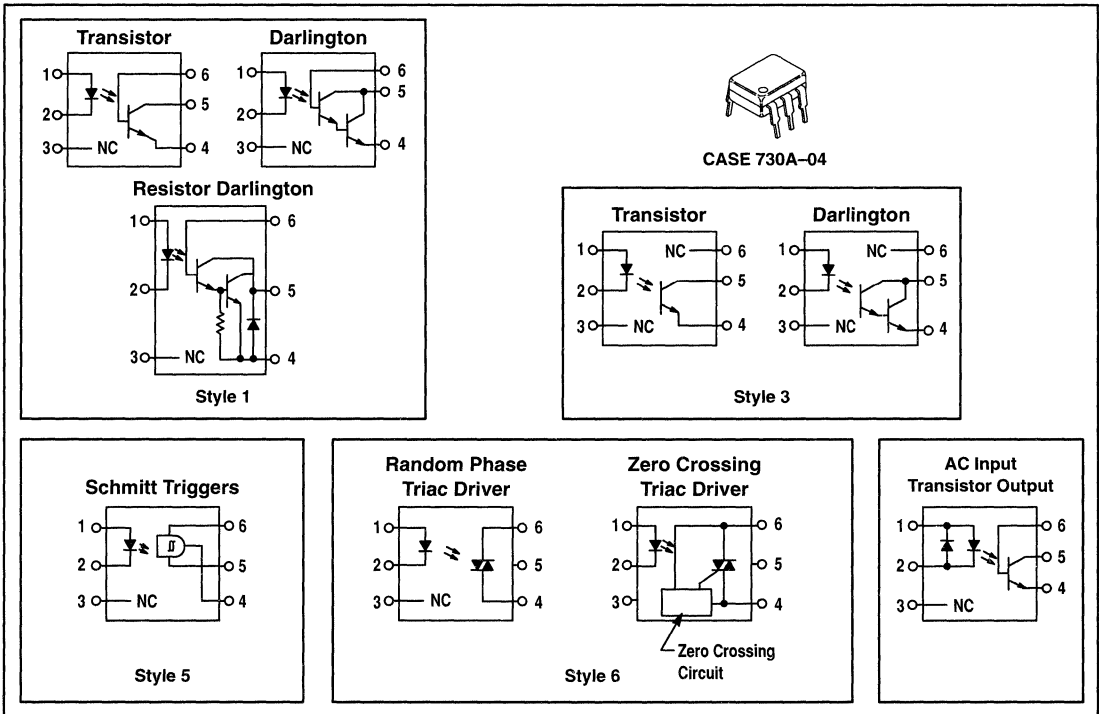 Transistor Darlington
1 6 1 6
5 5
2 2
3 NC 4 3 NC 4
CASE 730A–04
Resistor Darlington
1 6
2 5
3 NC 4
Style 1
Transistor Darlington
1 NC 6 1 NC 6
5 5
2 2
3 NC 4 3 NC 4
Style 3
Schmitt Triggers
1 6
2 5
3 NC 4
Style 5
Random Phase
Triac Driver
1 6
2 5
3 NC 4
Zero Crossing
Triac Driver
1 6
2 5
3 4
Zero Crossing
Circuit
Style 6
AC Input
Transistor Output
1 6
5
2
4
3 NC